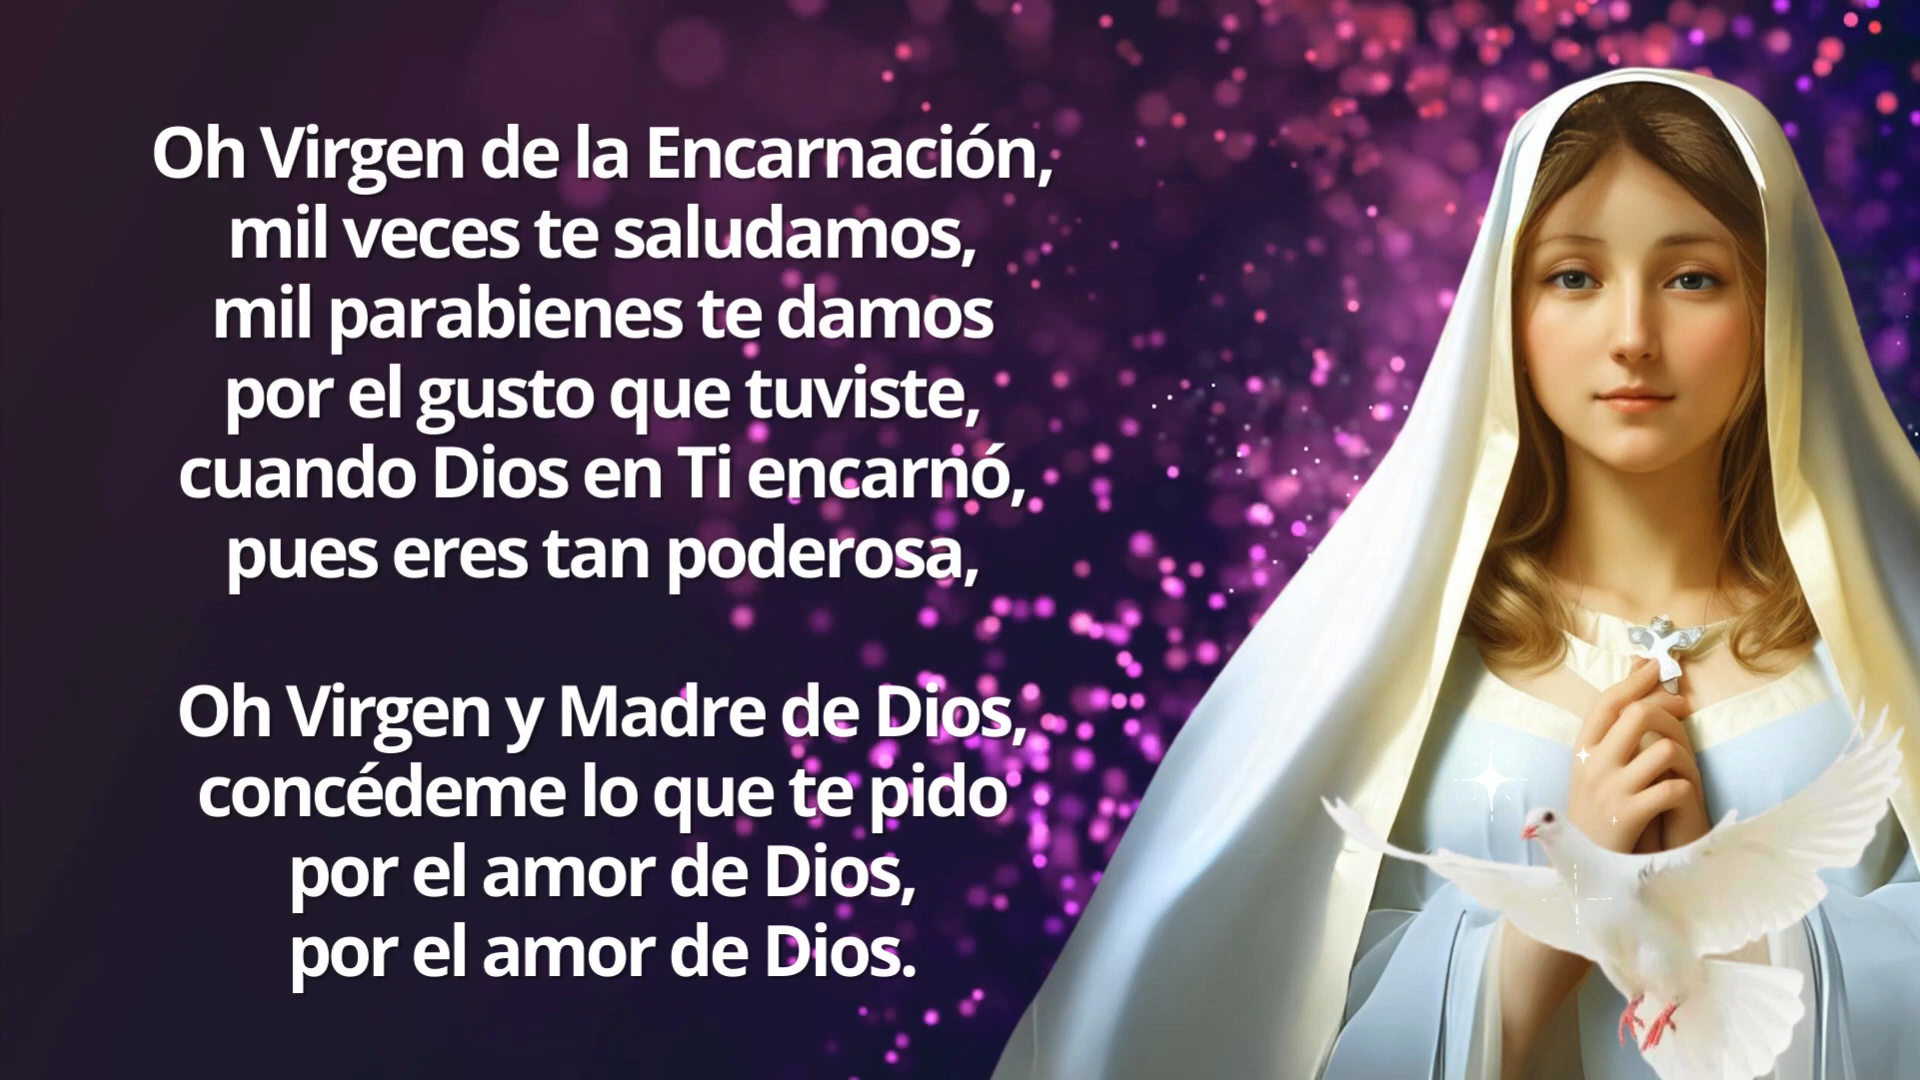 Oh Virgen de la Encarnación,
mil veces te saludamos,
mil parabienes te damos
por el gusto que tuviste,
cuando Dios en Ti encarnó,
pues eres tan poderosa,
Oh Virgen y Madre de Dios,
concédeme lo que te pido
por el amor de Dios,
por el amor de Dios.